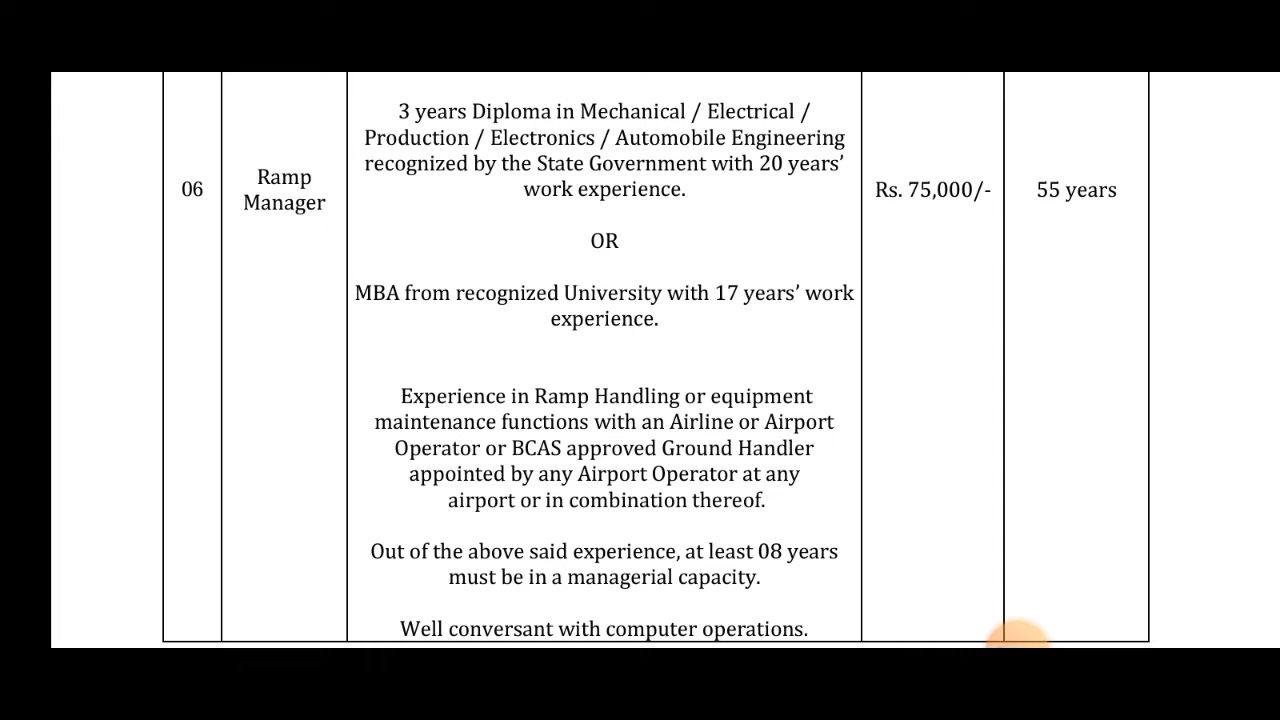 3 years Diploma in Mechanical / Electrical /
Production / Electronics / Automobile Engineering
recognized by the State Government with 20 years’
work experience.
06
Ramp
Manager
Rs. 75,000/-
55 years
OR
MBA from recognized University with 17 years’ work
experience.
Experience in Ramp Handling or equipment
maintenance functions with an Airline or Airport
Operator or BCAS approved Ground Handler
appointed by any Airport Operator at any
airport or in combination thereof.
Out of the above said experience, at least 08 years
must be in a managerial capacity.
Well conversant with computer operations.